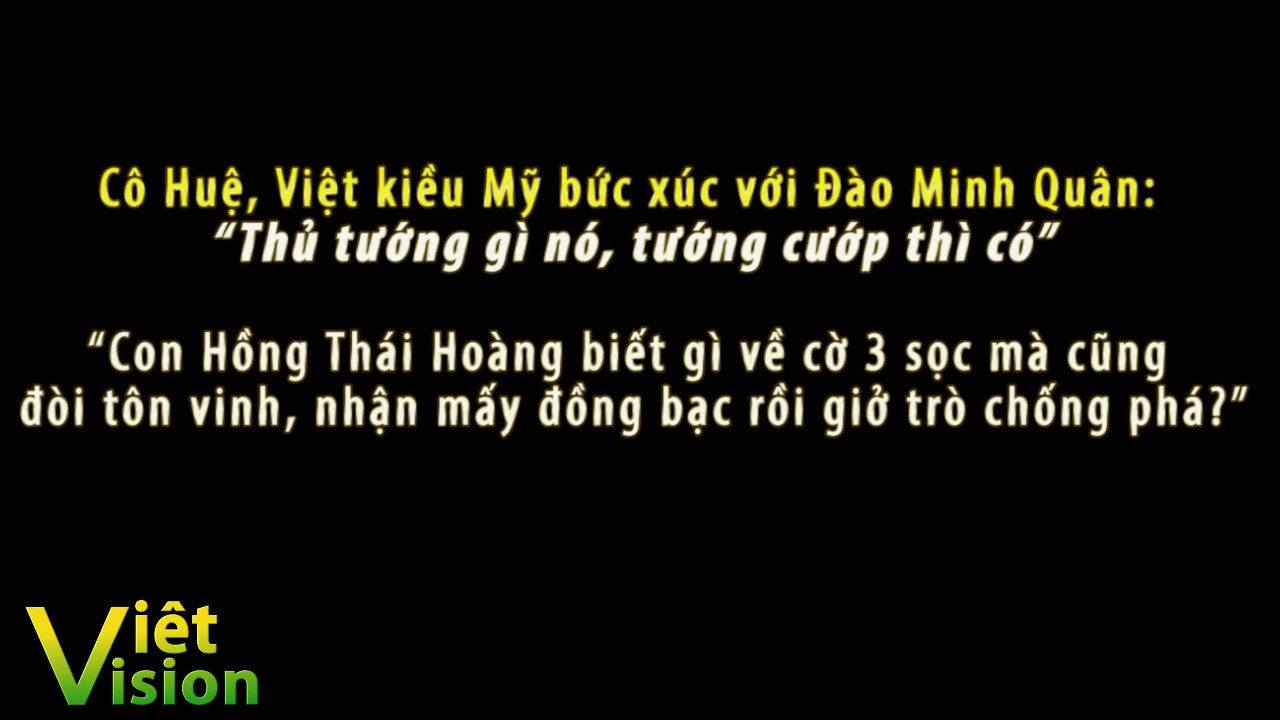 Cô Huệ, Việt kiều Mỹ bức xúc với Đào Minh Quân:
“Thủ tướng gì nó, tướng cướp thì có”
“Con Hồng Thái Hoàng biết gì về cờ 3 sọc mà cũng
đòi tôn vinh, nhận mấy đồng bạc rồi giở trò chống phá?”
Việt
Vision